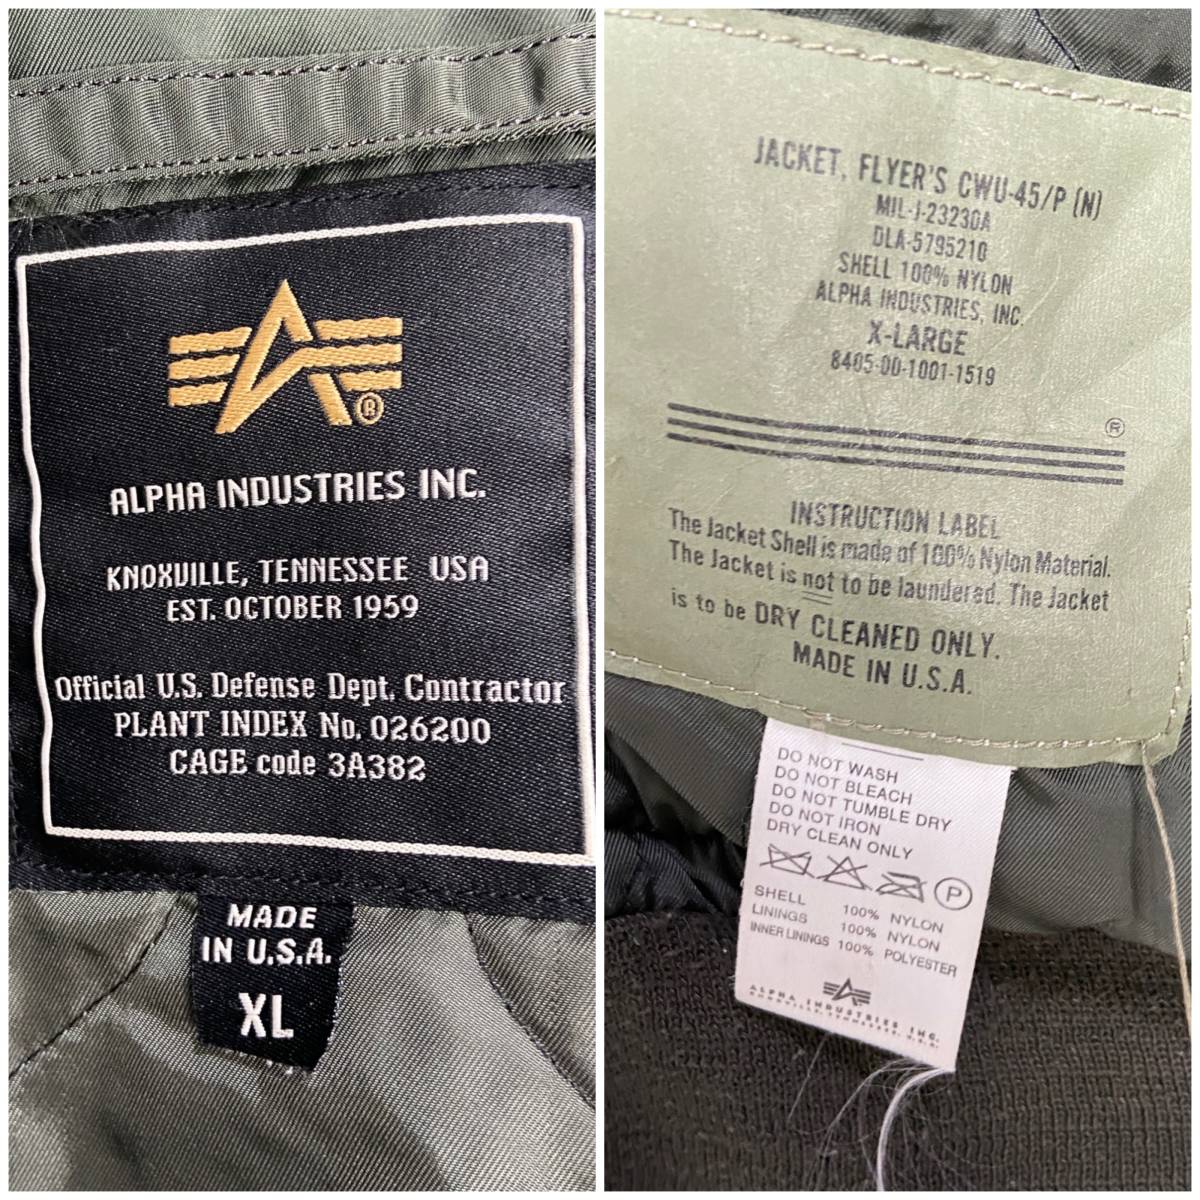 ®
ALPHA INDUSTRIES INC.
KNOXVILLE, TENNESSEE USA
EST. OCTOBER 1959
Official U.S. Defense Dept. Contractor
PLANT INDEX No. 026200
CAGE code 3A382
MADE
IN U.S.A.
XL
JACKET, FLYER'S CWU-45/P (N)
MIL-J-23230A
DLA-5795210
SHELL 100% NYLON
ALPHA INDUSTRIES, INC.
X-LARGE
8405-00-1001-1519
®
INSTRUCTION LABEL
The Jacket Shell is made of 100% Nylon Material.
The Jacket is not to be laundered. The Jacket
is to be DRY CLEANED ONLY.
MADE IN U.S.A.
DO NOT WASH
DO NOT BLEACH
DO NOT TUMBLE DRY
DO NOT IRON
DRY CLEAN ONLY
P
SHELL 100% NYLON
LININGS 100% NYLON
INNER LININGS 100% POLYESTER
ALPHA INDUSTRIES INC.
KNOXVILLE, TENNESSEE, U.S.A.